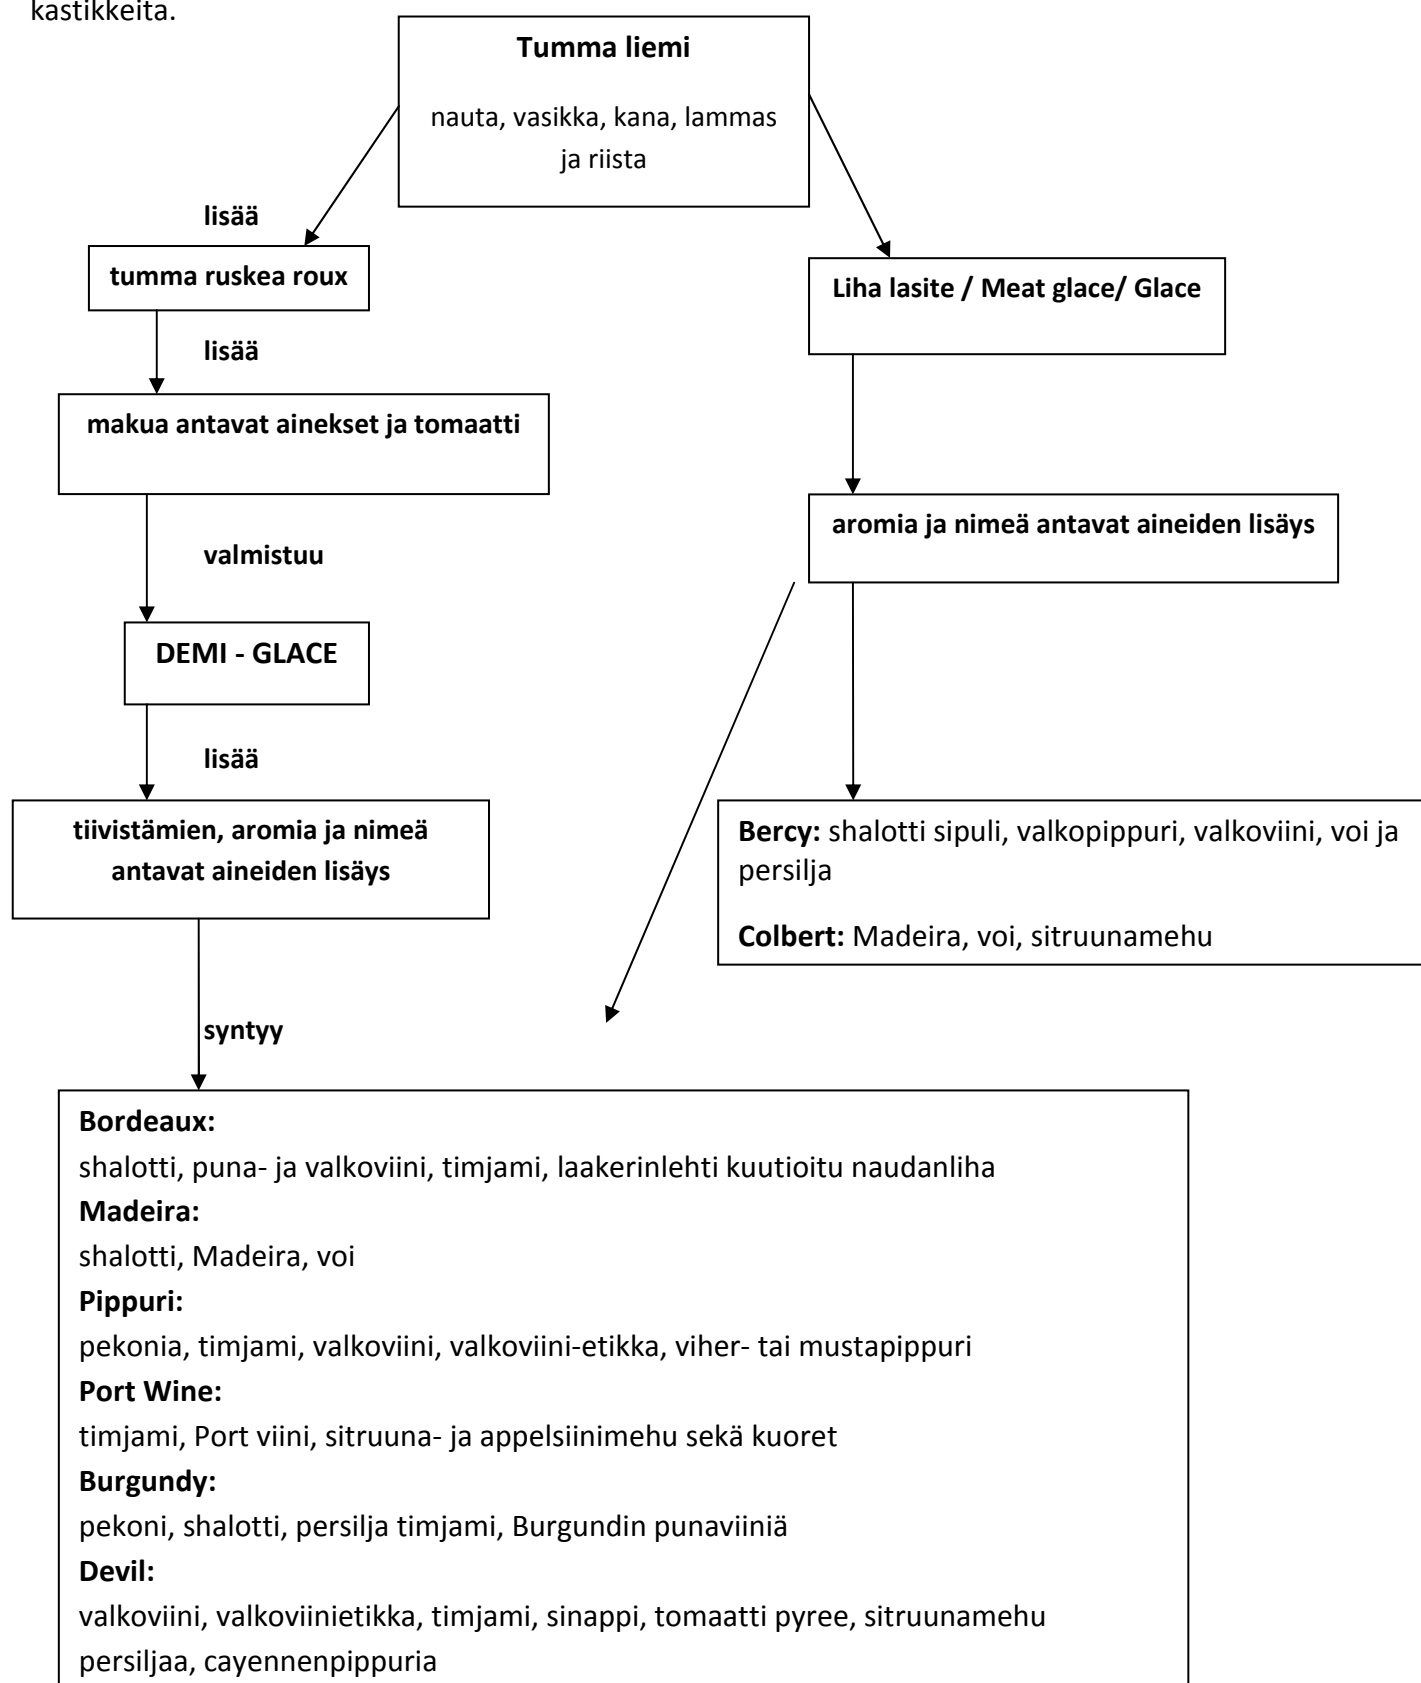 kastikkeita.
Tumma liemi
nauta, vasikka, kana, lammas
ja riista
lisää
tumma ruskea roux
Liha lasite / Meat glace/ Glace
lisää
makua antavat ainekset ja tomaatti
aromia ja nimeä antavat aineiden lisäys
valmistuu
DEMI - GLACE
lisää
tiivistämien, aromia ja nimeä
antavat aineiden lisäys
Bercy: shalotti sipuli, valkopippuri, valkoviini, voi ja
persilja
Colbert: Madeira, voi, sitruunamehu
syntyy
Bordeaux:
shalotti, puna- ja valkoviini, timjami, laakerinlehti kuutioitu naudanliha
Madeira:
shalotti, Madeira, voi
Pippuri:
pekonia, timjami, valkoviini, valkoviini-etikka, viher- tai mustapippuri
Port Wine:
timjami, Port viini, sitruuna- ja appelsiinimehu sekä kuoret
Burgundy:
pekoni, shalotti, persilja timjami, Burgundin punaviiniä
Devil:
valkoviini, valkoviinietikka, timjami, sinappi, tomaatti pyree, sitruunamehu
persiljaa, cayennenpippuria